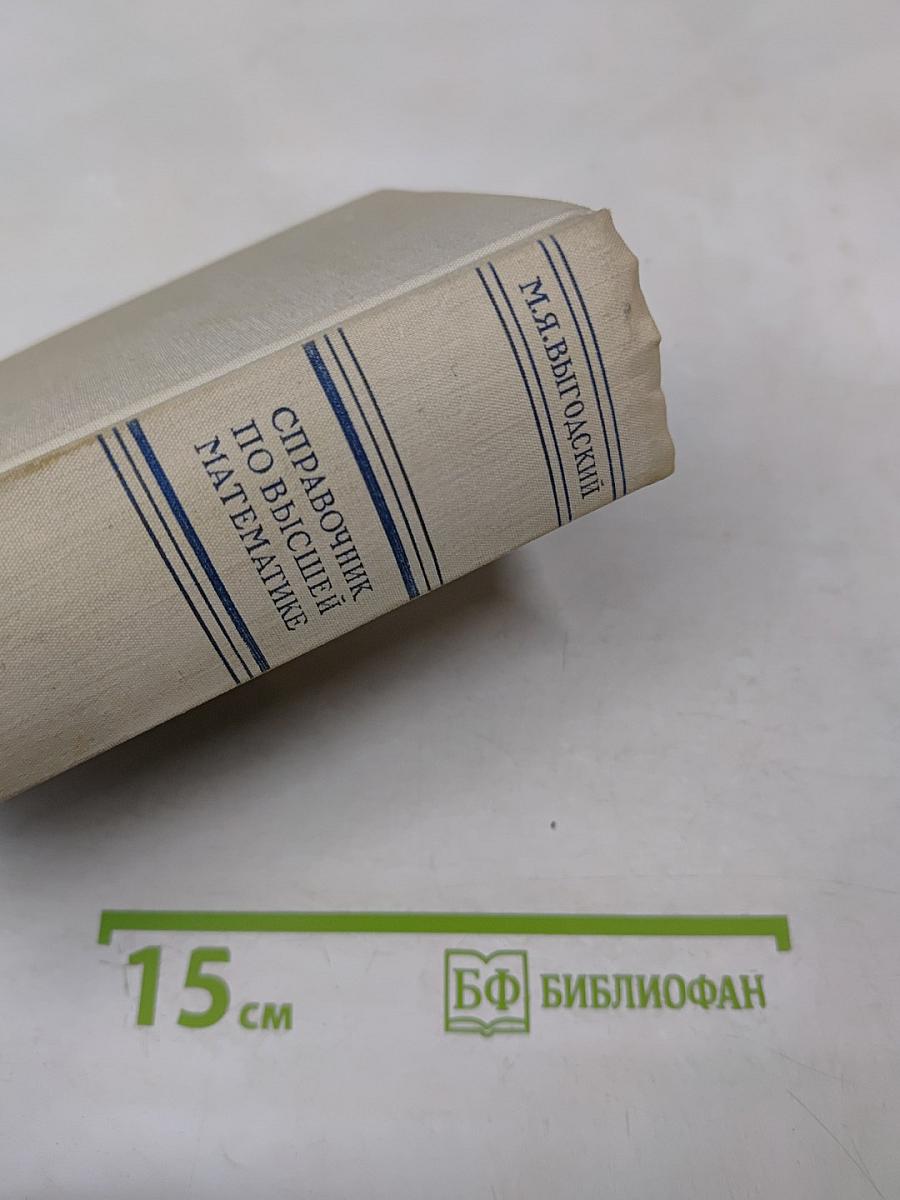 М.Я.ВЫГОДСКИЙ
СПРАВОЧНИК
ПО ВЫСШЕЙ
МАТЕМАТИКЕ
15 см
БФ БИБЛИОФАН